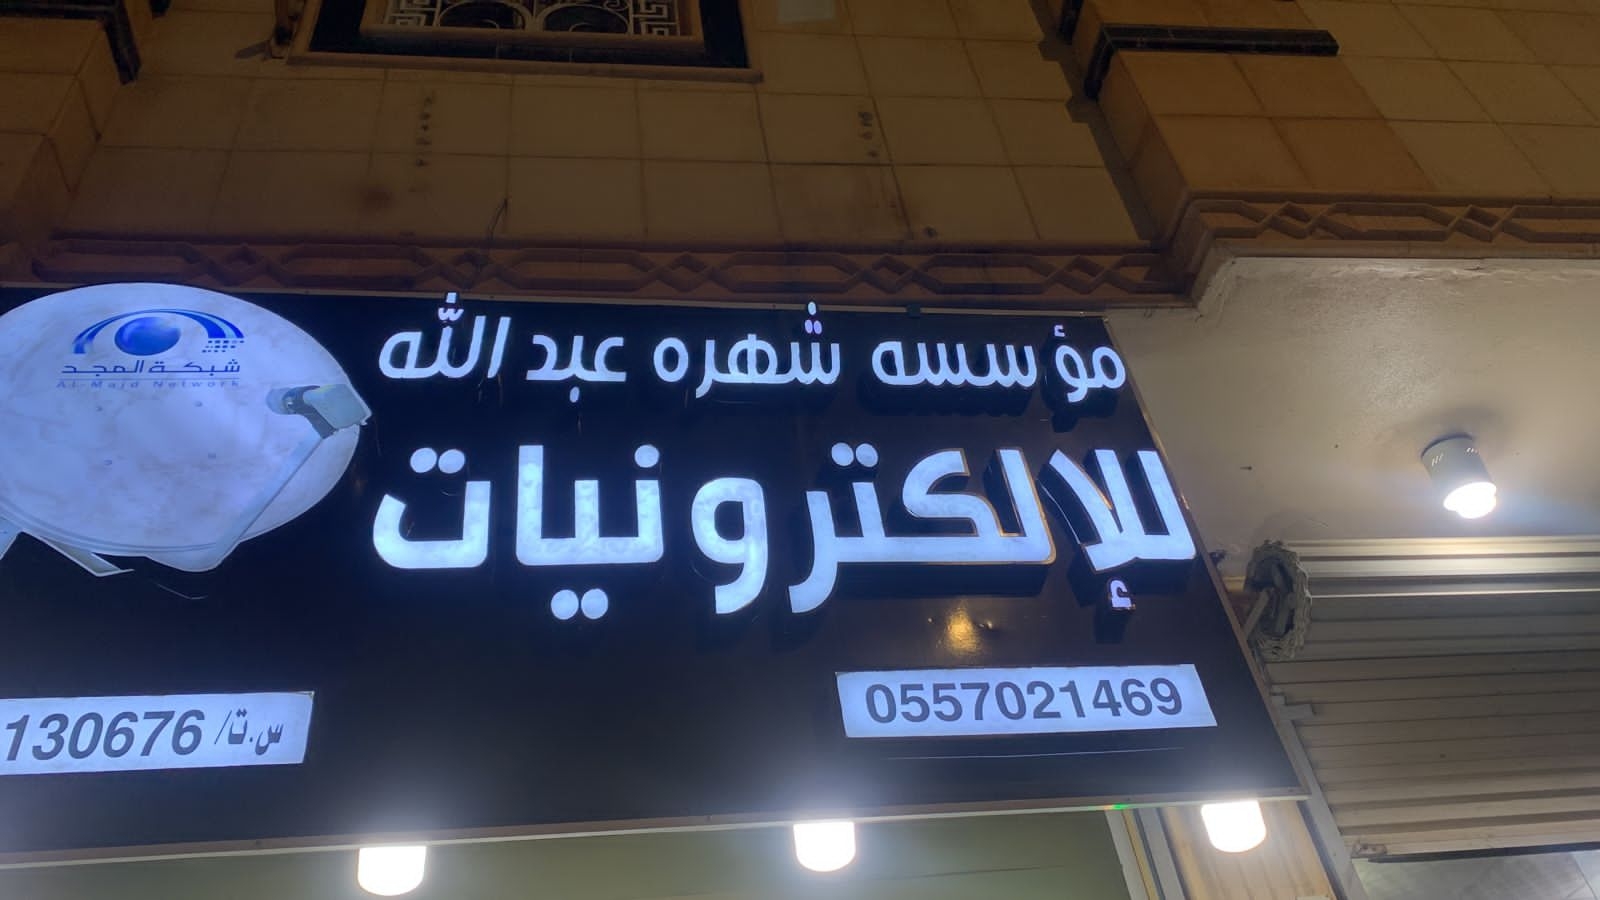 مؤسسه شهره عبد الله
للإلكترونيات
0557021469
س.ت/ 130676
شبكة المجد
Al-Majd Network